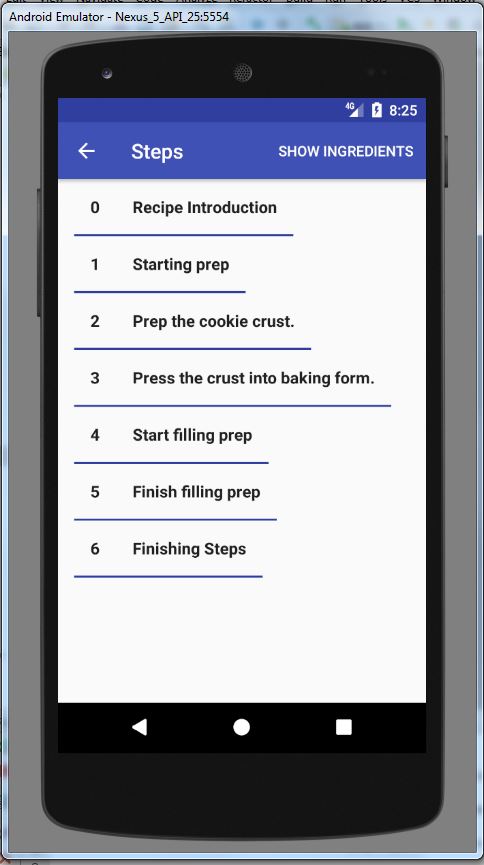 Android Emulator - Nexus_5_API_25:5554
4G 8:25
Steps SHOW INGREDIENTS
0 Recipe Introduction
1 Starting prep
2 Prep the cookie crust.
3 Press the crust into baking form.
4 Start filling prep
5 Finish filling prep
6 Finishing Steps